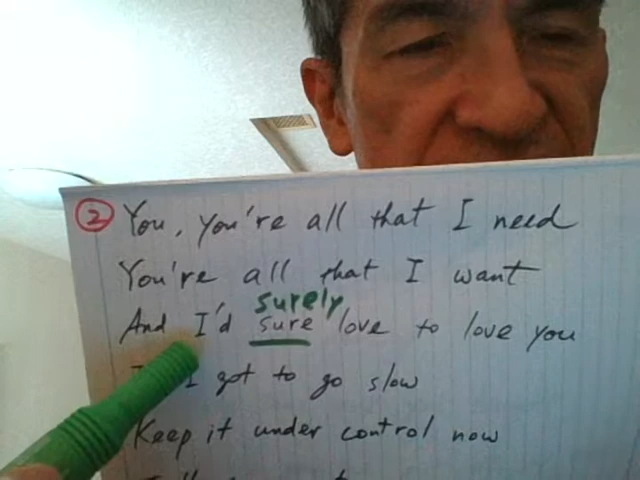 2 You, you're all that I need
You're all that I want
surely
And I'd sure love to love you
I got to go slow
Keep it under control now